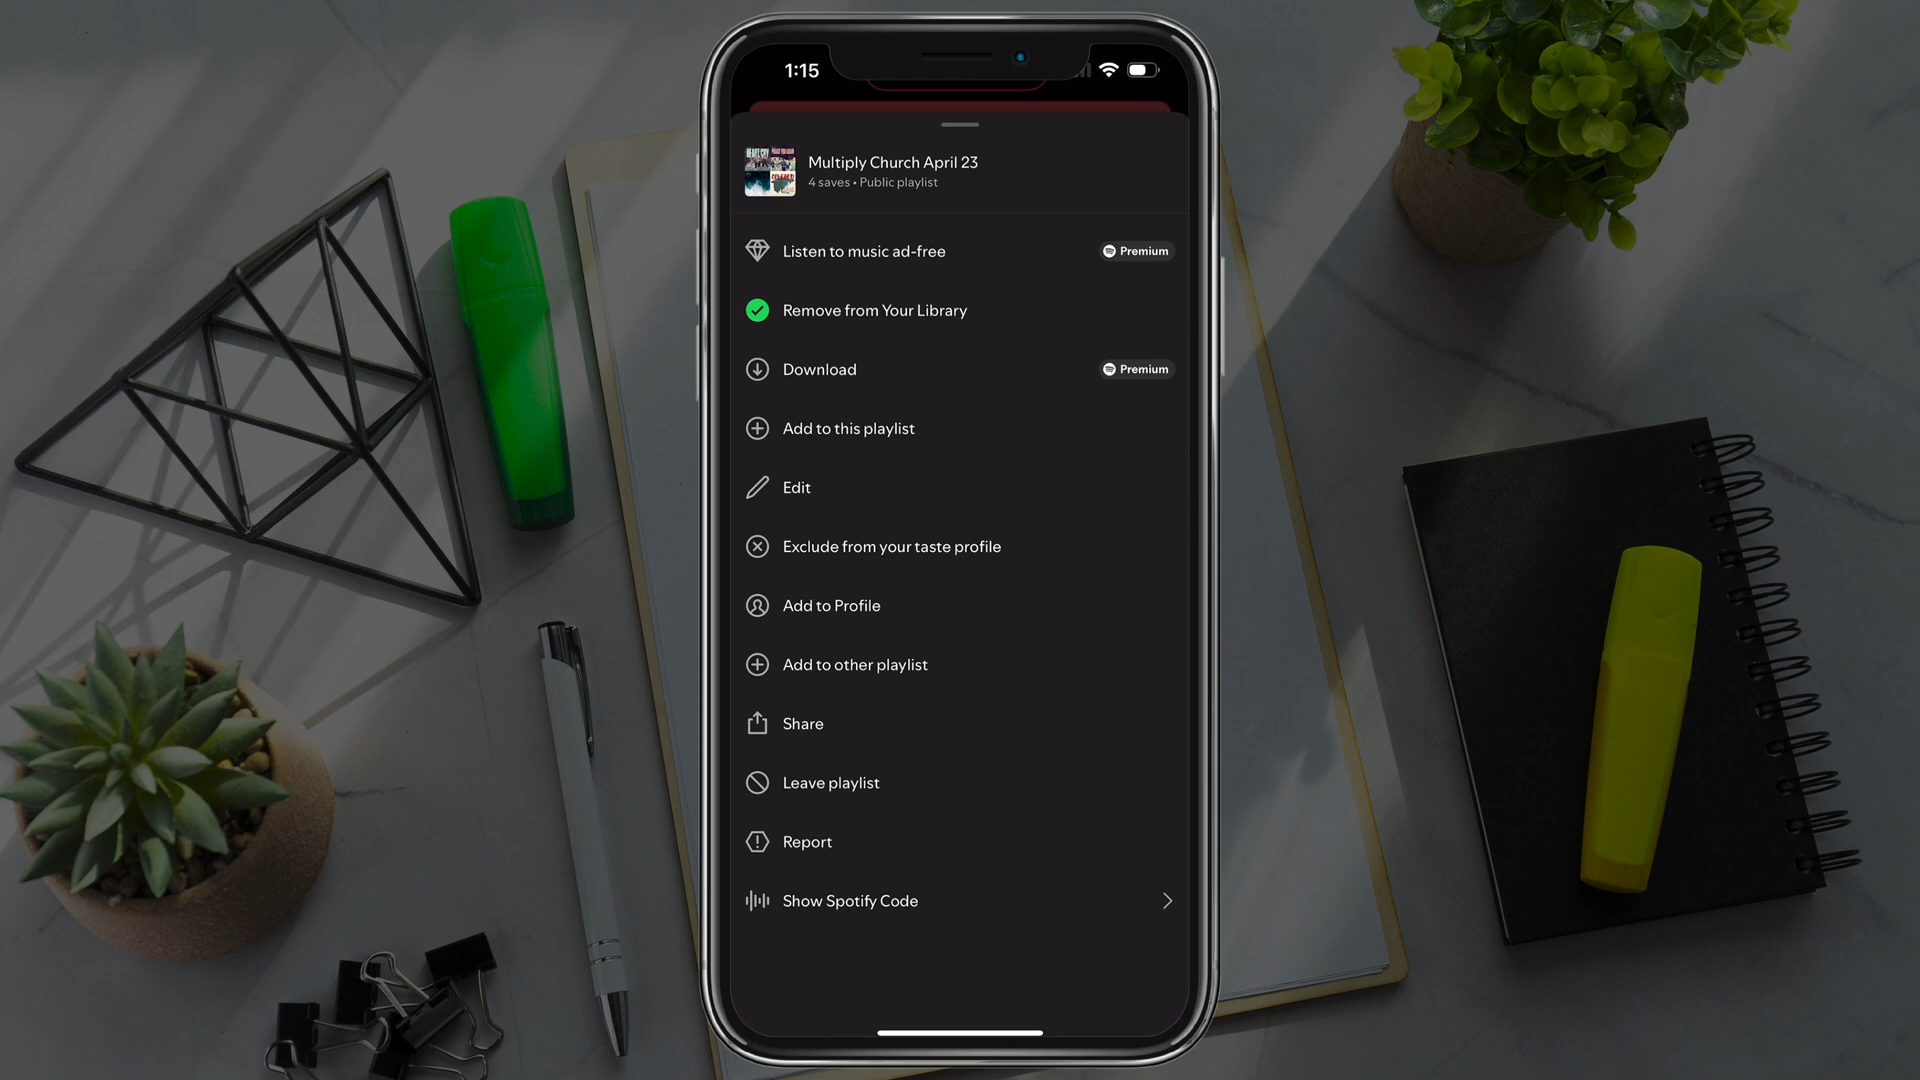 1:15
Multiply Church April 23
4 saves • Public playlist
Listen to music ad-free
Premium
Remove from Your Library
Download
Premium
Add to this playlist
Edit
Exclude from your taste profile
Add to Profile
Add to other playlist
Share
Leave playlist
Report
Show Spotify Code